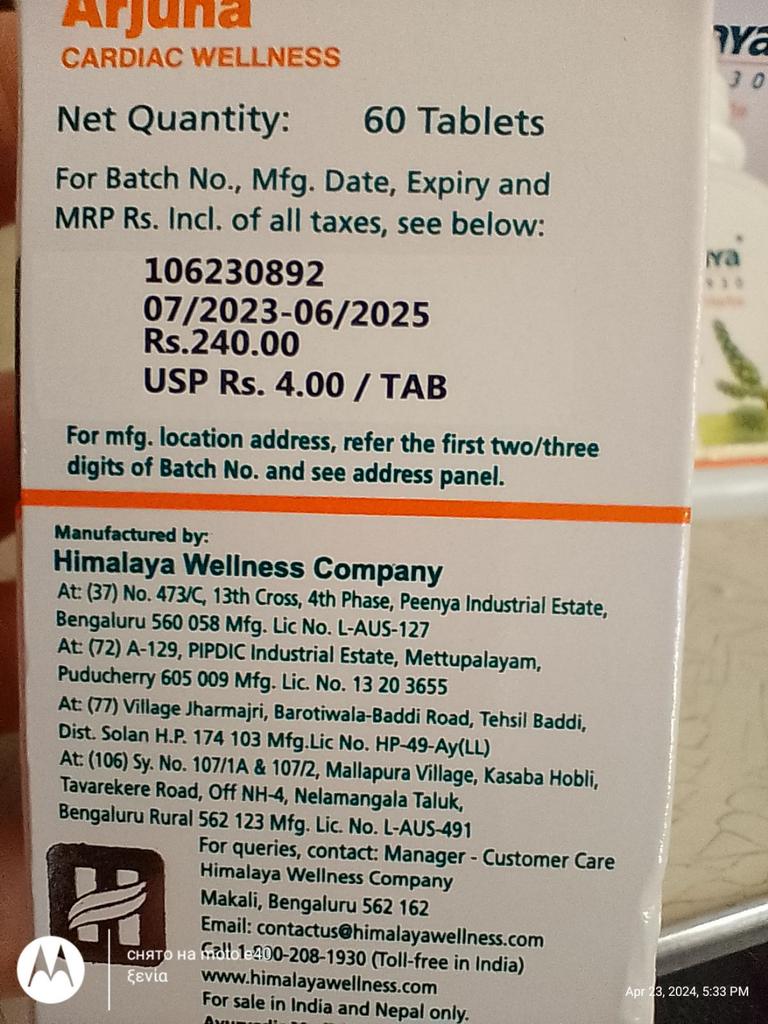 Arjuna
CARDIAC WELLNESS
Net Quantity: 60 Tablets
For Batch No., Mfg. Date, Expiry and
MRP Rs. Incl. of all taxes, see below:
106230892
07/2023-06/2025
Rs.240.00
USP Rs. 4.00 / TAB
For mfg. location address, refer the first two/three
digits of Batch No. and see address panel.
Manufactured by:
Himalaya Wellness Company
At: (37) No. 473/C, 13th Cross, 4th Phase, Peenya Industrial Estate,
Bengaluru 560 058 Mfg. Lic No. L-AUS-127
At: (72) A-129, PIPDIC Industrial Estate, Mettupalayam,
Puducherry 605 009 Mfg. Lic. No. 13 20 3655
At: (77) Village Jharmajri, Barotiwala-Baddi Road, Tehsil Baddi,
Dist. Solan H.P. 174 103 Mfg.Lic No. HP-49-Ay(LL)
At: (106) Sy. No. 107/1A & 107/2, Mallapura Village, Kasaba Hobli,
Tavarekere Road, Off NH-4, Nelamangala Taluk,
Bengaluru Rural 562 123 Mfg. Lic. No. L-AUS-491
For queries, contact: Manager - Customer Care
Himalaya Wellness Company
Makali, Bengaluru 562 162
Email: contactus@himalayawellness.com
Call 1-800-208-1930 (Toll-free in India)
www.himalayawellness.com
For sale in India and Nepal only.
снято на moto e40
ξενία
Apr 23, 2024, 5:33 PM